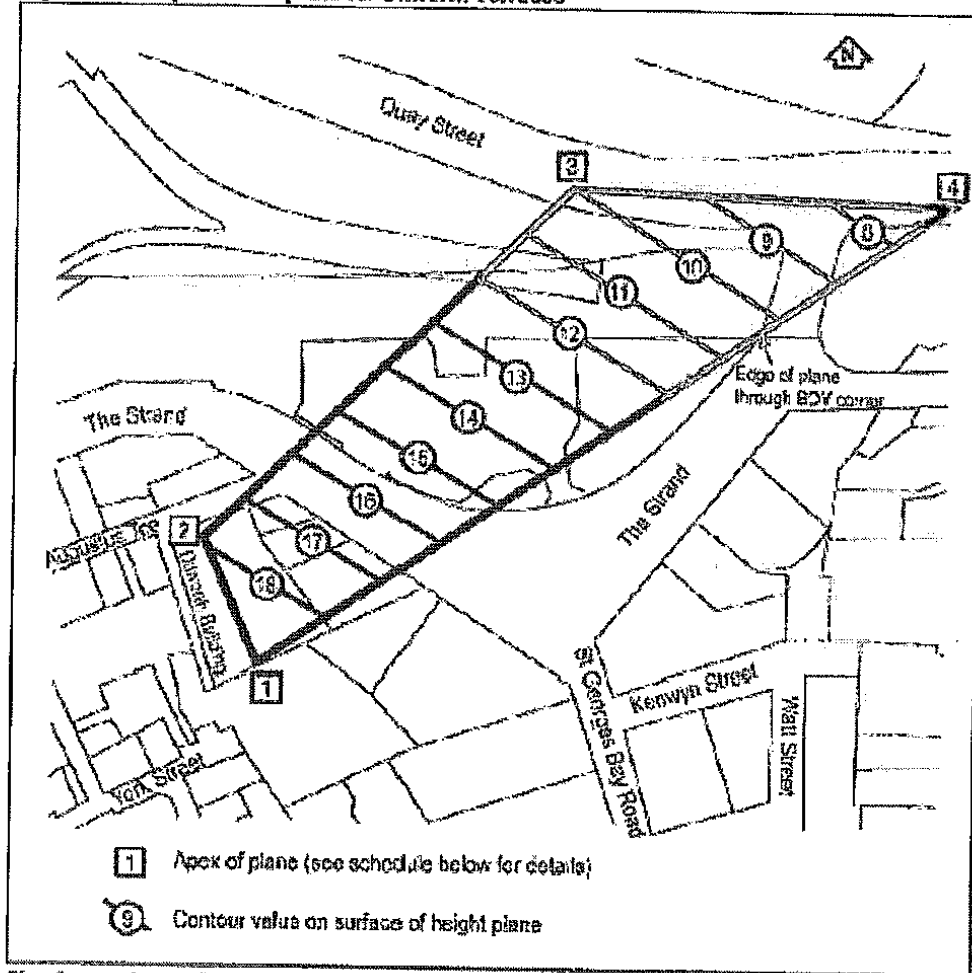 N
Quay Street
3
4
8
9
10
11
12
13
14
15
16
17
18
Edge of plane
through BDV corner
The Strand
The Strand
2
1
St Georges Bay Road
Kenwyn Street
Watt Street
York Street
1 Apex of plane (see schedule below for details)
9 Contour value on surface of height plane